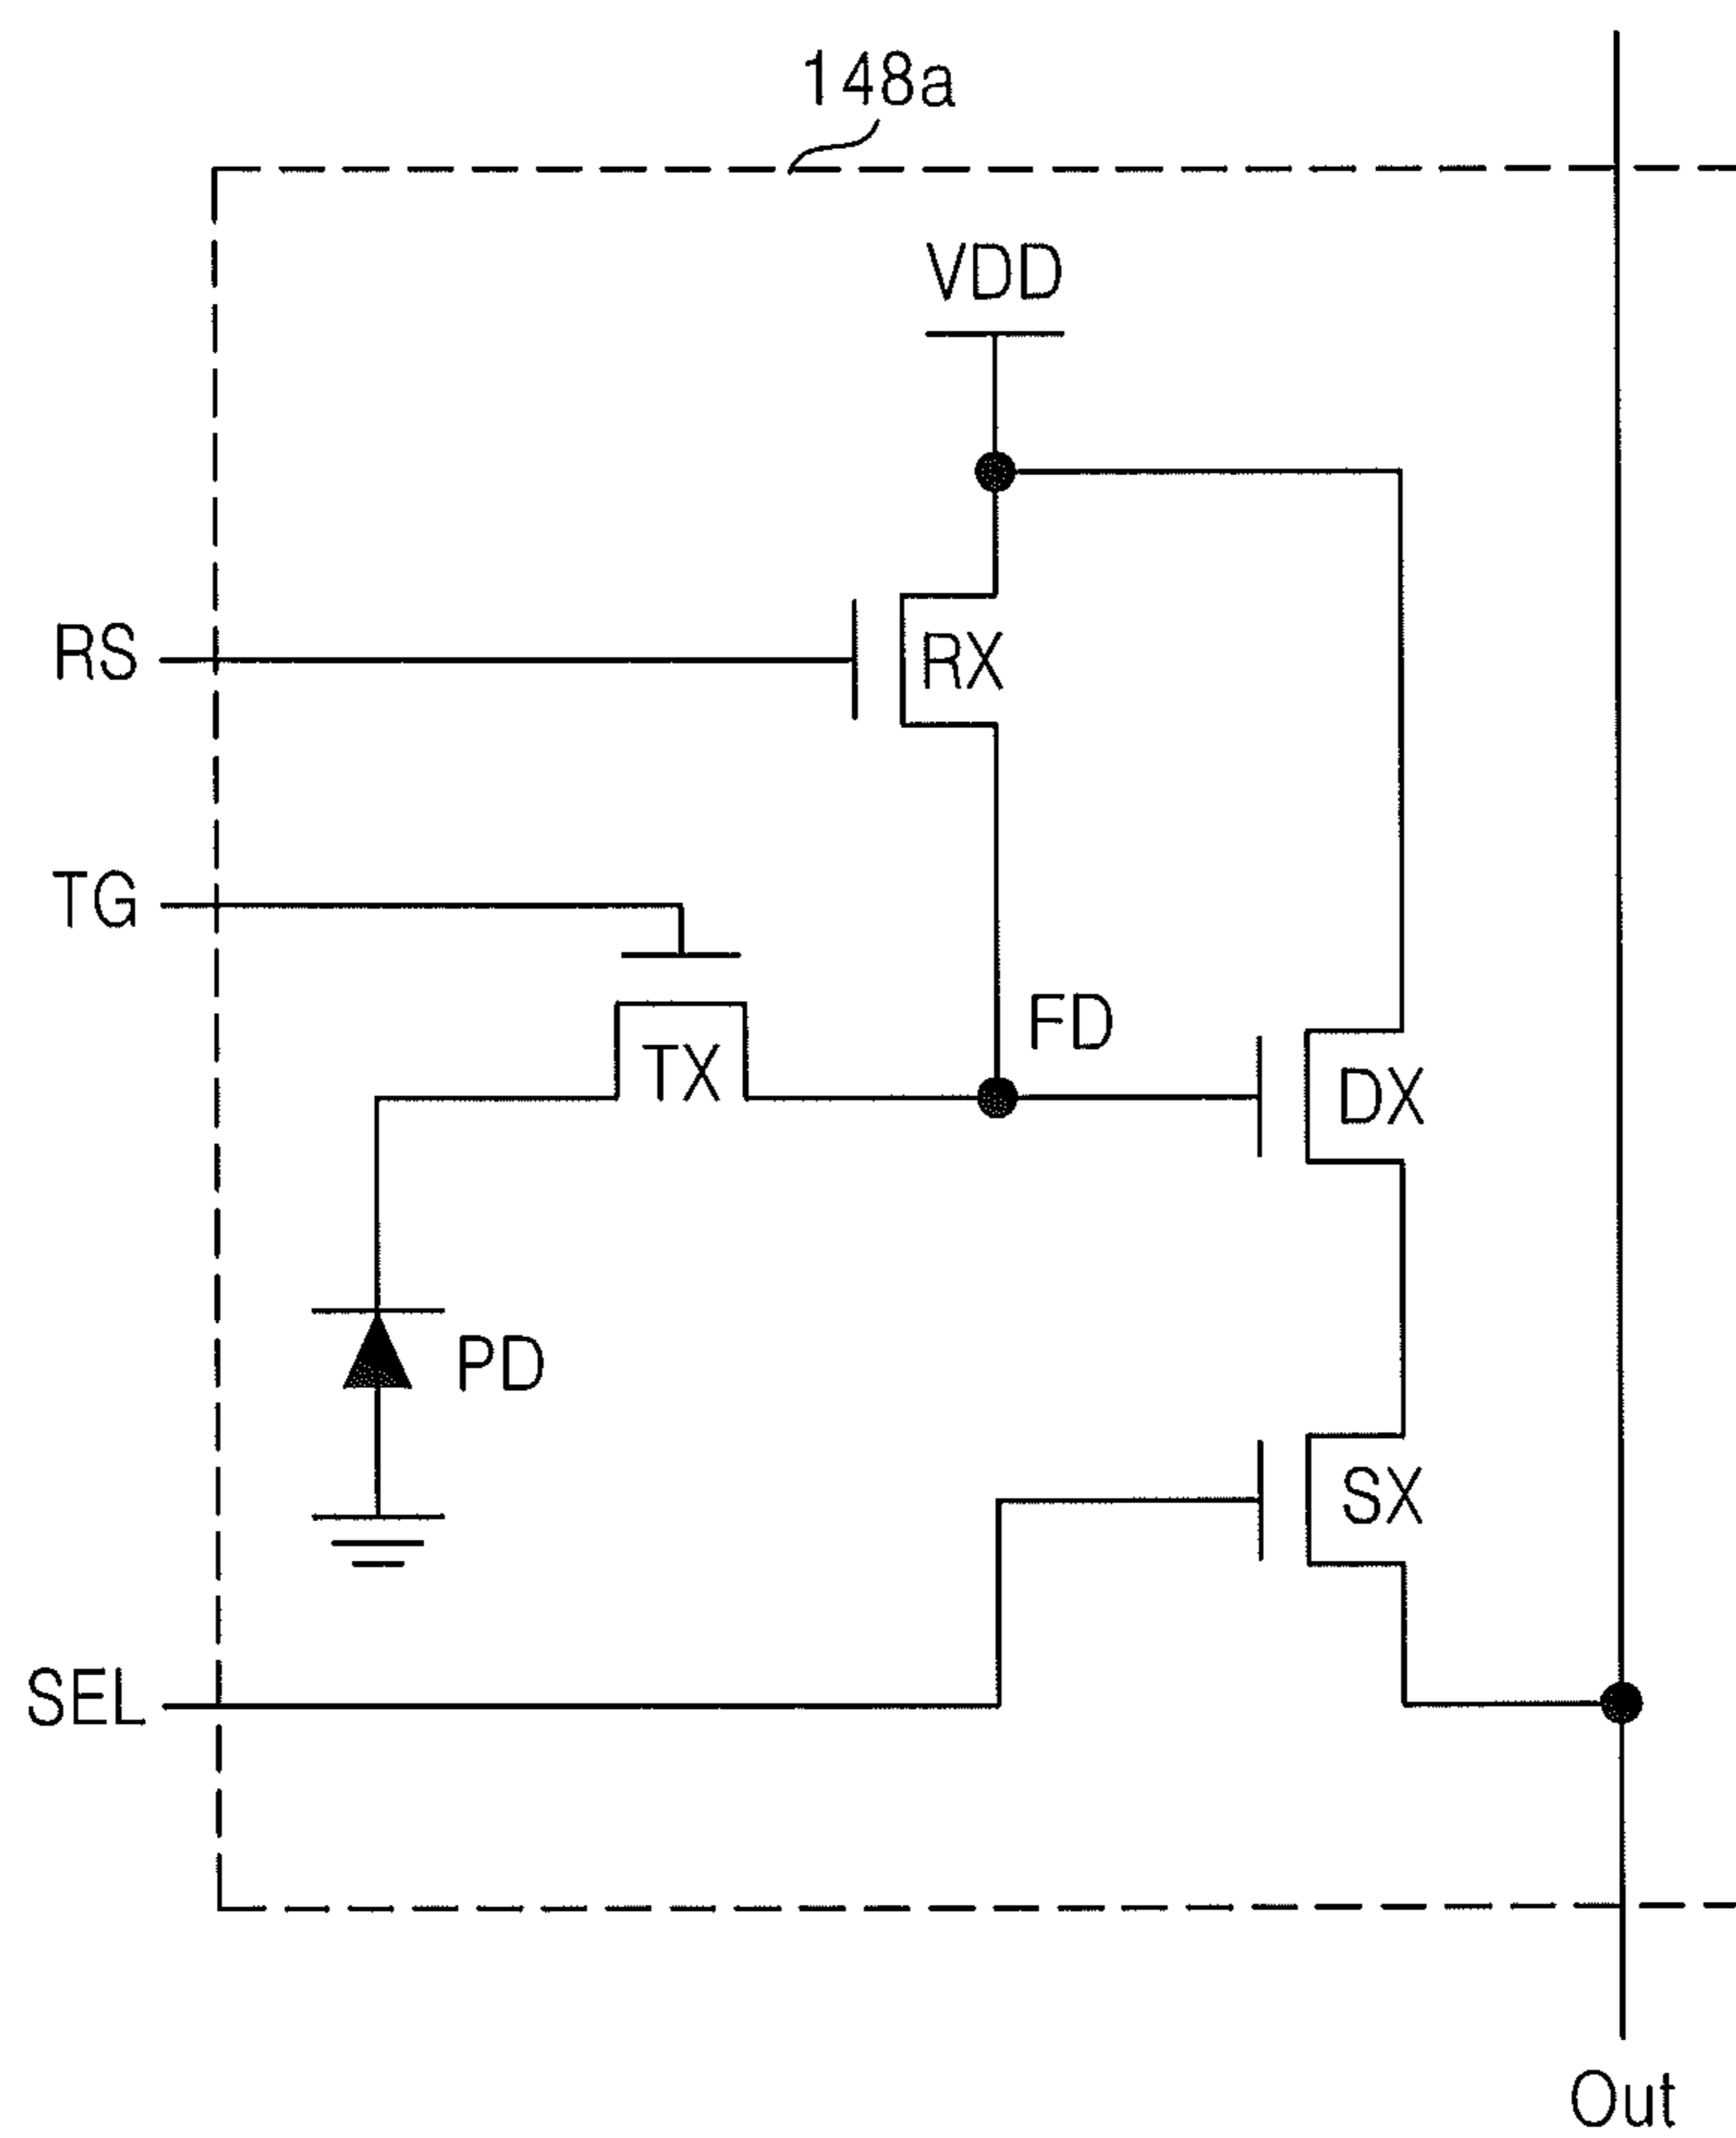 148a
VDD
RS
RX
TG
FD
TX
DX
PD
SX
SEL
Out